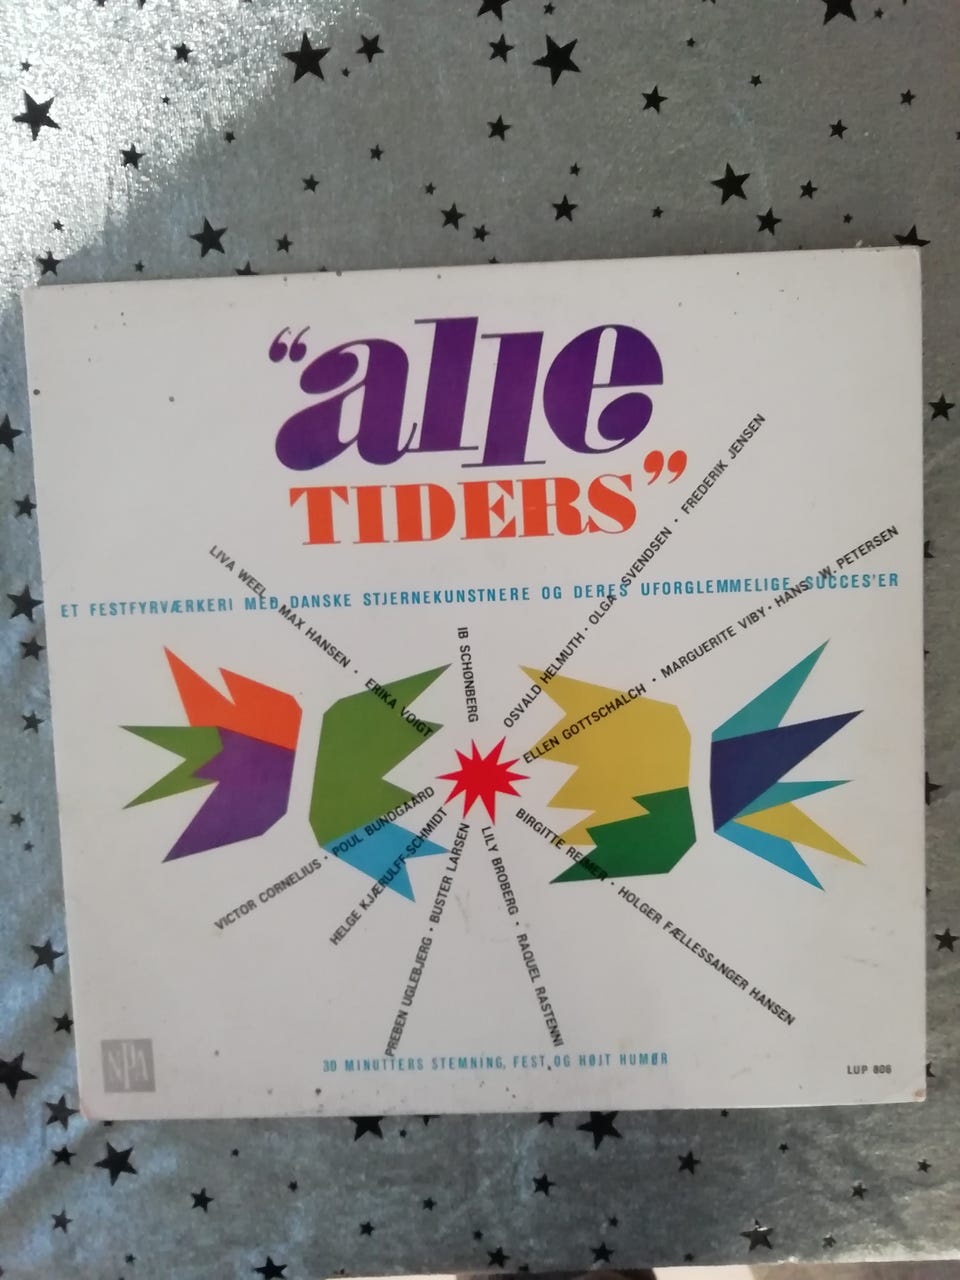 “alle
TIDERS”
ET FESTFYRVÆRKERI MED DANSKE STJERNEKUNSTNERE OG DERES UFORGLEMMELIGE SUCCES'ER
LIVA WEEL · MAX HANSEN · ERIKA VOIGT
IB SCHØNBERG
OSVALD HELMUTH · OLGA SVENDSEN · FREDERIK JENSEN
ELLEN GOTTSCHALCH · MARGUERITE VIBY · HANS W. PETERSEN
VICTOR CORNELIUS · POUL BUNDGAARD
HELGE KJÆRULFF-SCHMIDT
PREBEN UGLEBJERG · BUSTER LARSEN
LILY BROBERG · RAQUEL RASTENNI
BIRGITTE REIMER · HOLGER FÆLLESSANGER HANSEN
30 MINUTTERS STEMNING, FEST OG HØJT HUMØR
NPA
LUP 806